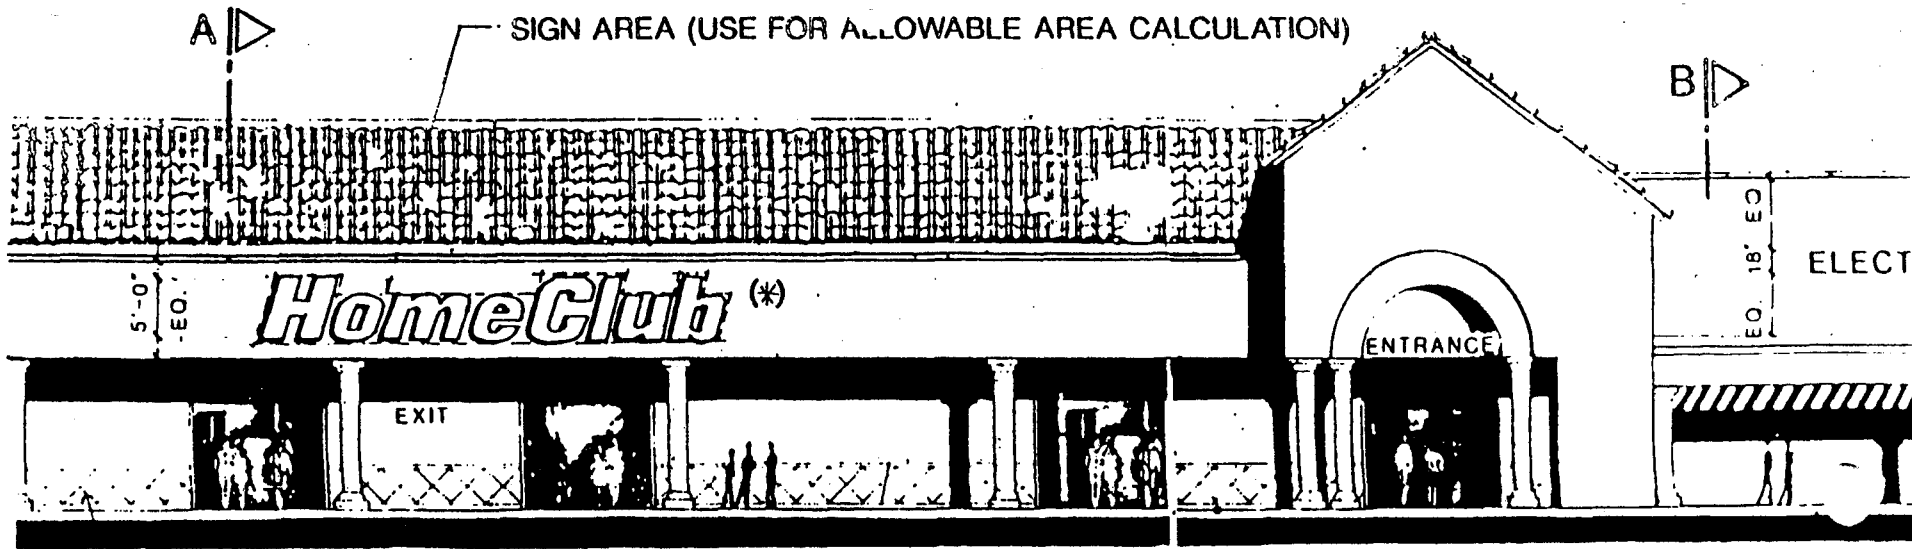 A
SIGN AREA (USE FOR ALLOWABLE AREA CALCULATION)
B
EQ 18" EQ
ELECT
5'-0"
EQ.
HomeClub (*)
ENTRANCE
EXIT